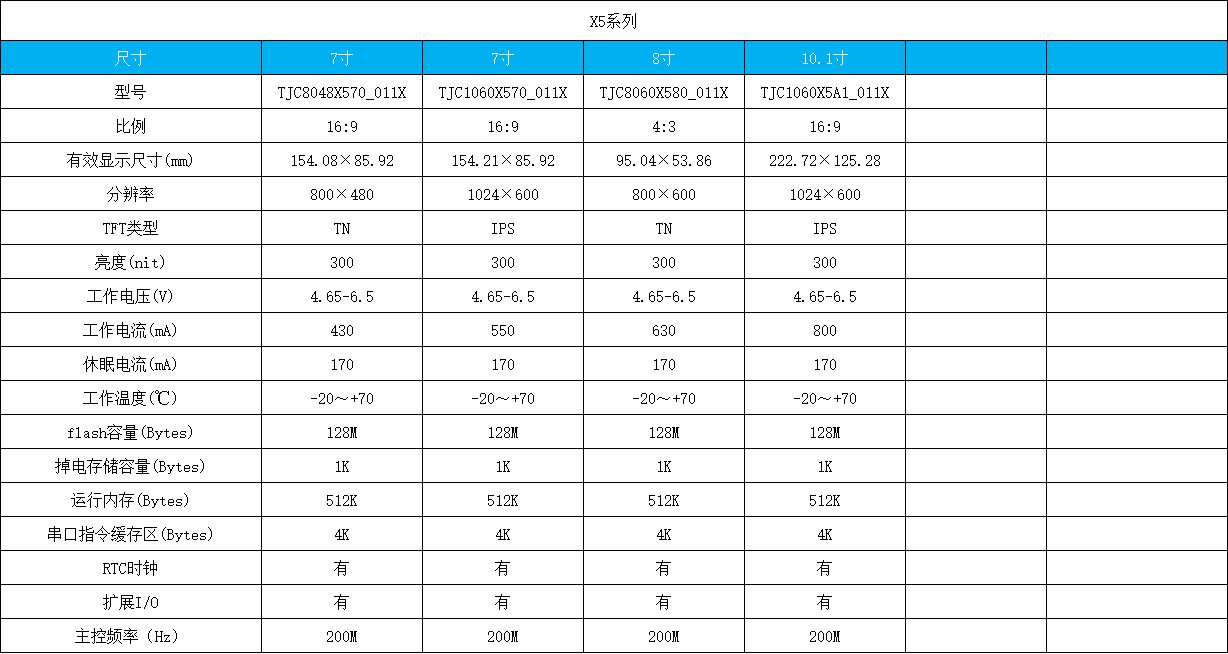 X5系列
尺寸 7寸 7寸 8寸 10.1寸
型号 TJC8048X570_011X TJC1060X570_011X TJC8060X580_011X TJC1060X5A1_011X
比例 16:9 16:9 4:3 16:9
有效显示尺寸(mm) 154.08×85.92 154.21×85.92 95.04×53.86 222.72×125.28
分辨率 800×480 1024×600 800×600 1024×600
TFT类型 TN IPS TN IPS
亮度(nit) 300 300 300 300
工作电压(V) 4.65-6.5 4.65-6.5 4.65-6.5 4.65-6.5
工作电流(mA) 430 550 630 800
休眠电流(mA) 170 170 170 170
工作温度(℃) -20~+70 -20~+70 -20~+70 -20~+70
flash容量(Bytes) 128M 128M 128M 128M
掉电存储容量(Bytes) 1K 1K 1K 1K
运行内存(Bytes) 512K 512K 512K 512K
串口指令缓存区(Bytes) 4K 4K 4K 4K
RTC时钟 有 有 有 有
扩展I/O 有 有 有 有
主控频率（Hz） 200M 200M 200M 200M